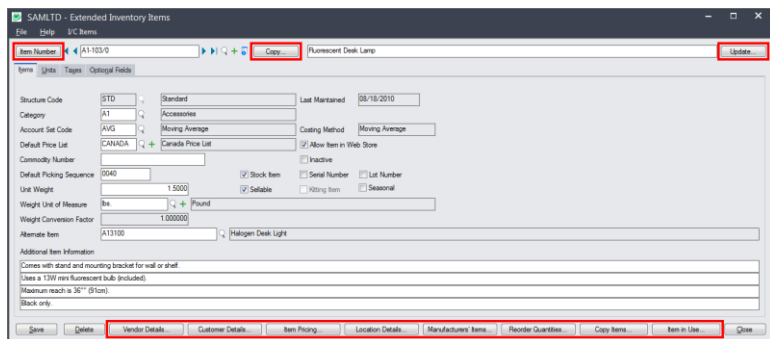 SAMLTD - Extended Inventory Items
File Help I/C Items
Item Number A1-103/0 Copy... Fluorescent Desk Lamp Update...
Items Units Taxes Optional Fields
Structure Code STD Standard Last Maintained 08/18/2010
Category A1 Accessories
Account Set Code AVG Moving Average Costing Method Moving Average
Default Price List CANADA Canada Price List Allow Item in Web Store
Commodity Number Inactive
Default Picking Sequence 0040 Stock Item Serial Number Lot Number
Unit Weight 1.5000 Sellable Kitting Item Seasonal
Weight Unit of Measure lbs. Pound
Weight Conversion Factor 1.000000
Alternate Item A13100 Halogen Desk Light
Additional Item Information
Comes with stand and mounting bracket for wall or shelf.
Uses a 13W mini fluorescent bulb (included).
Maximum reach is 36"" (91cm).
Black only.
Save Delete Vendor Details... Customer Details... Item Pricing... Location Details... Manufacturers' Items... Reorder Quantities... Copy Items... Item in Use... Close